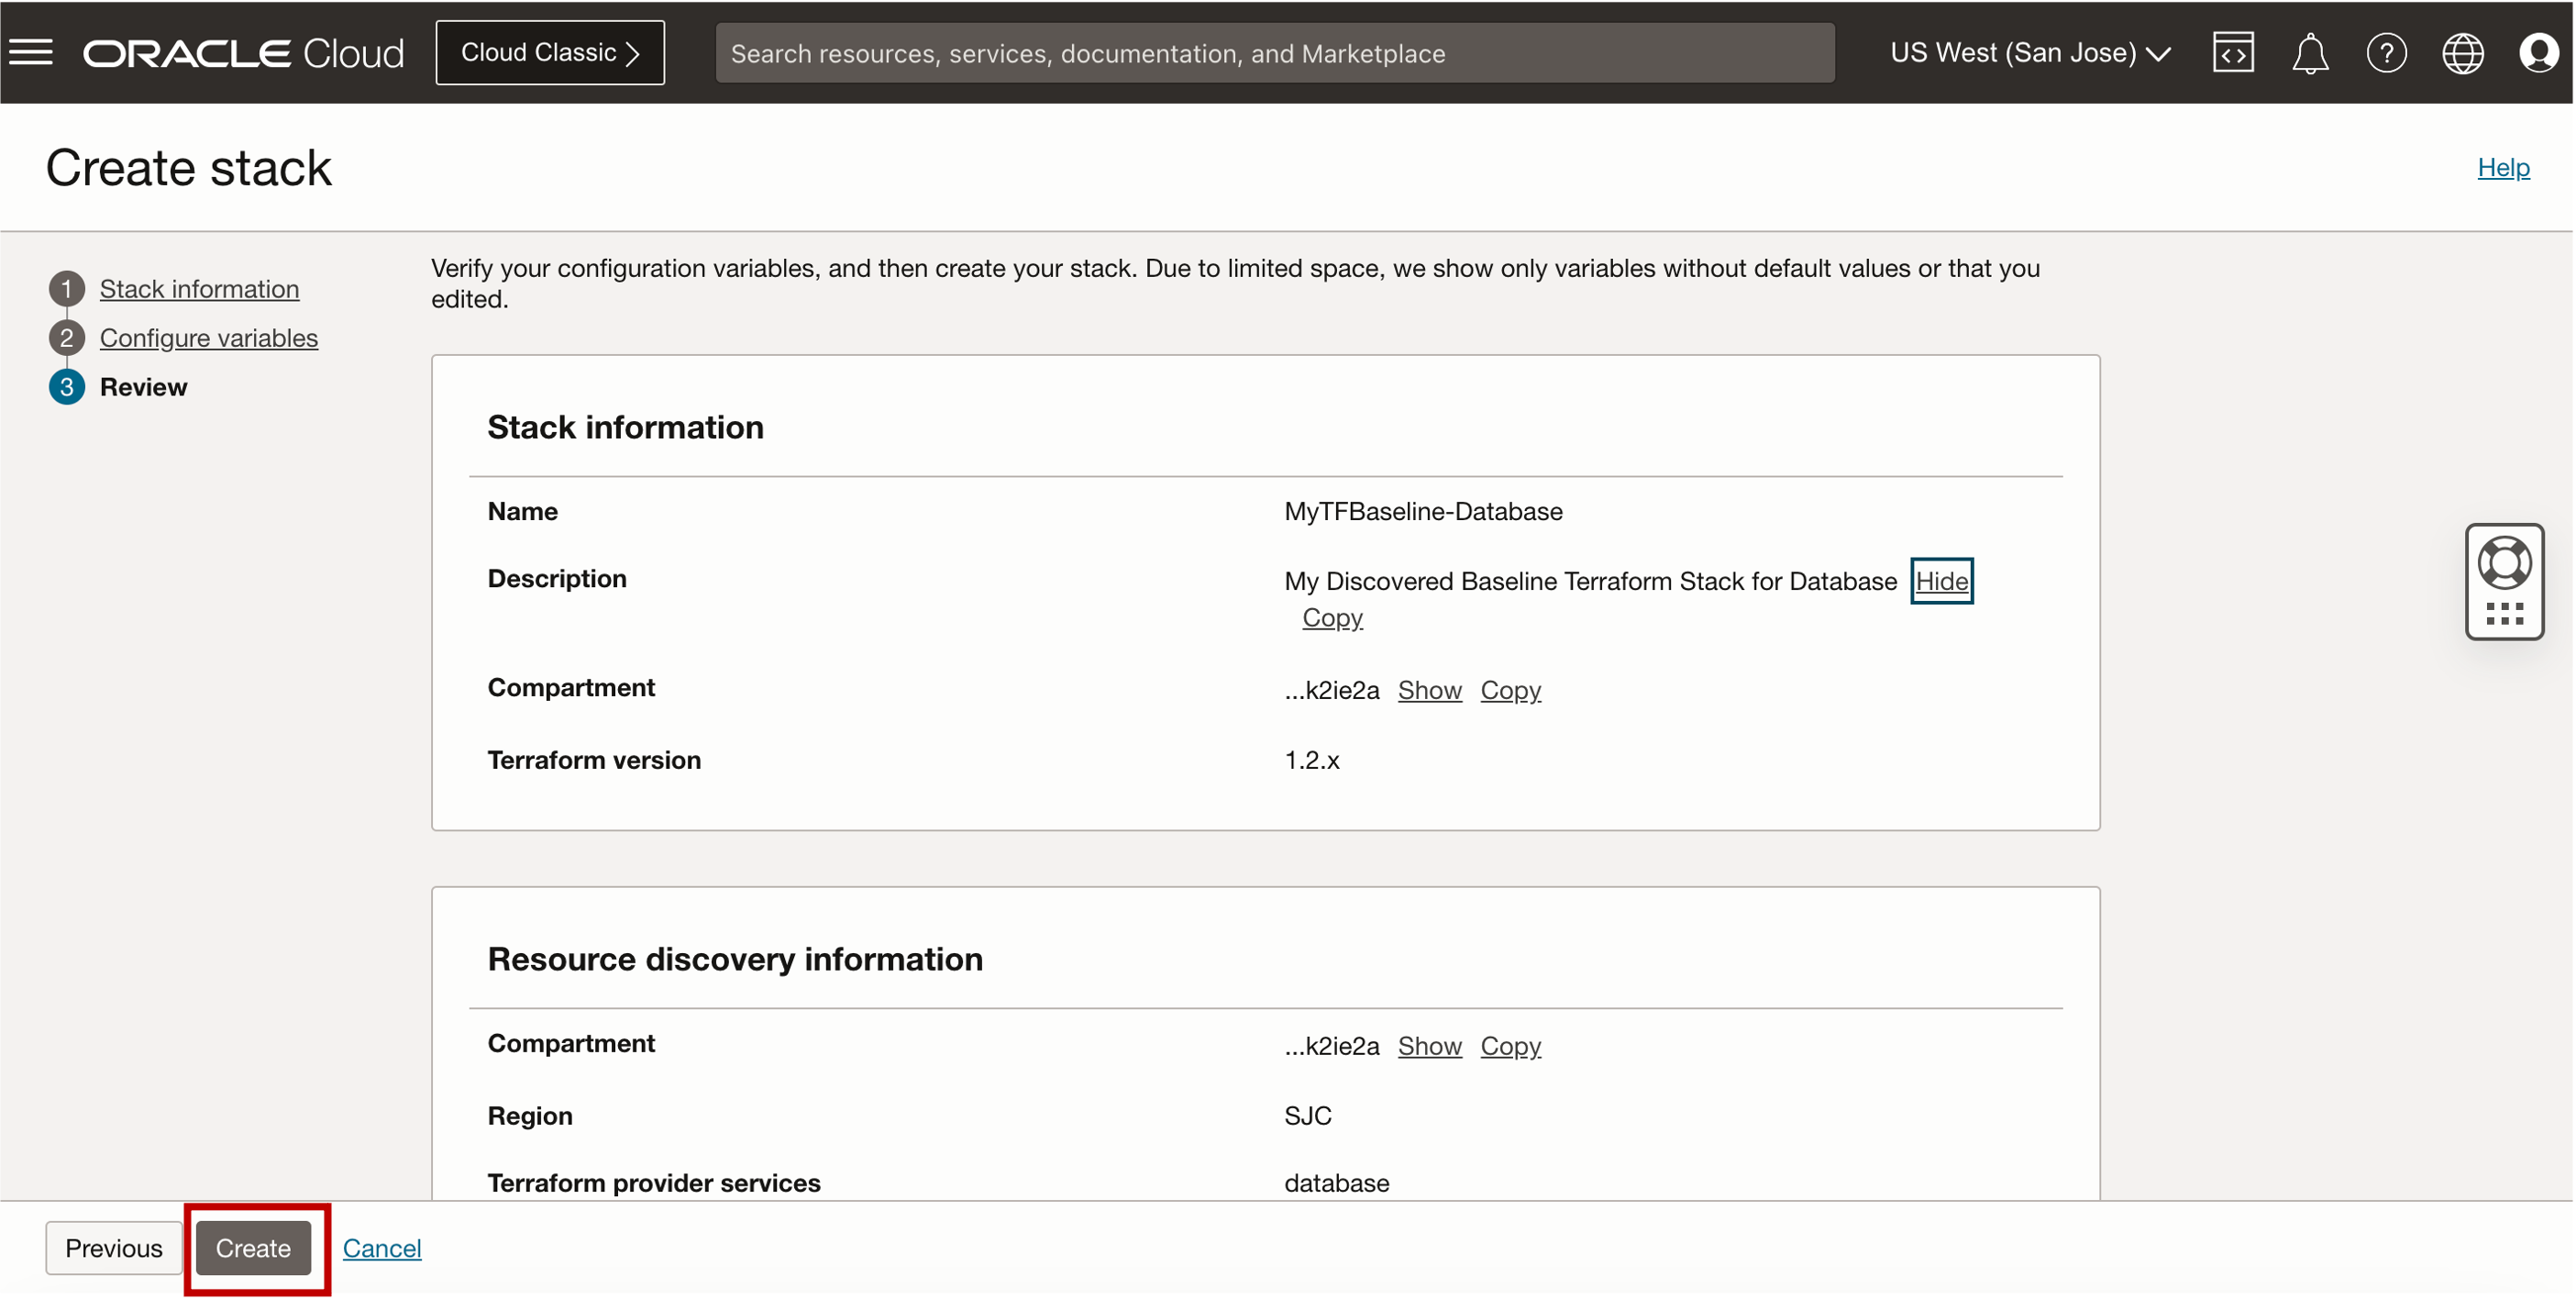 ORACLE Cloud
Cloud Classic
Search resources, services, documentation, and Marketplace
US West (San Jose)
?
Create stack
Help
1 Stack information
2 Configure variables
3 Review
Verify your configuration variables, and then create your stack. Due to limited space, we show only variables without default values or that you
edited.
Stack information
Name MyTFBaseline-Database
Description My Discovered Baseline Terraform Stack for Database Hide
Copy
Compartment ...k2ie2a Show Copy
Terraform version 1.2.x
Resource discovery information
Compartment ...k2ie2a Show Copy
Region SJC
Terraform provider services database
Previous Create Cancel